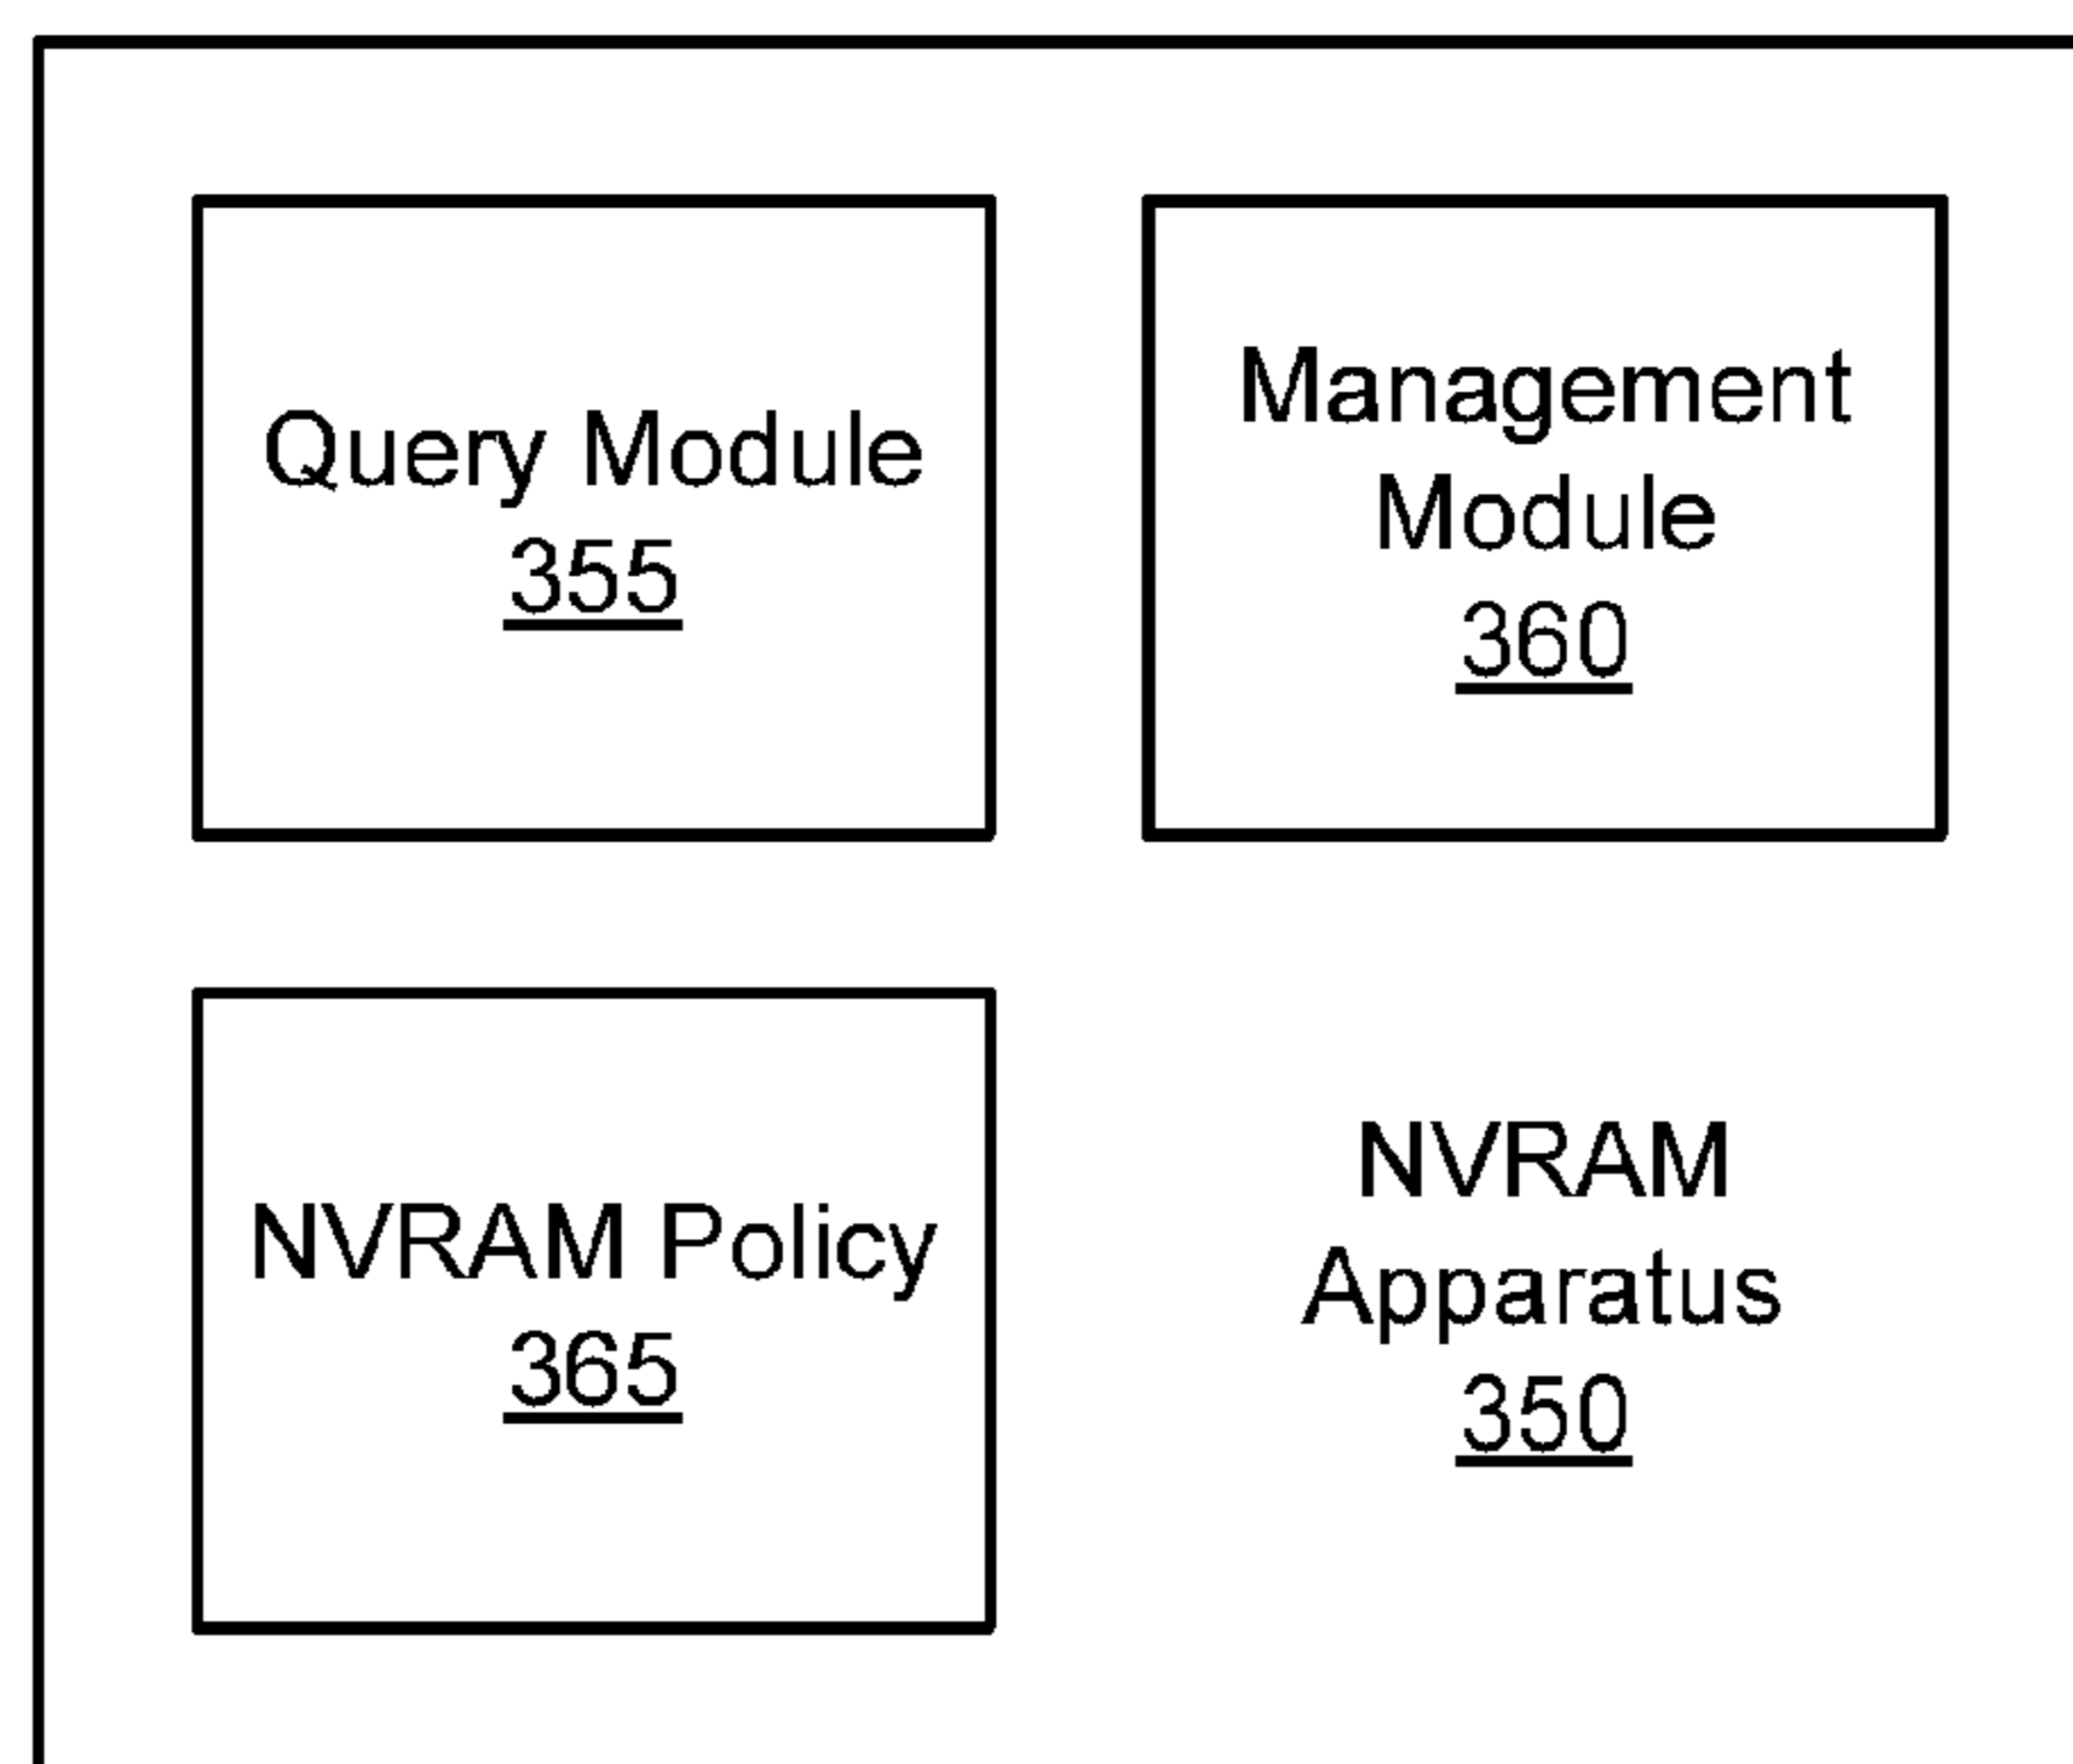 Query Module
355
Management
Module
360
NVRAM Policy
365
NVRAM
Apparatus
350